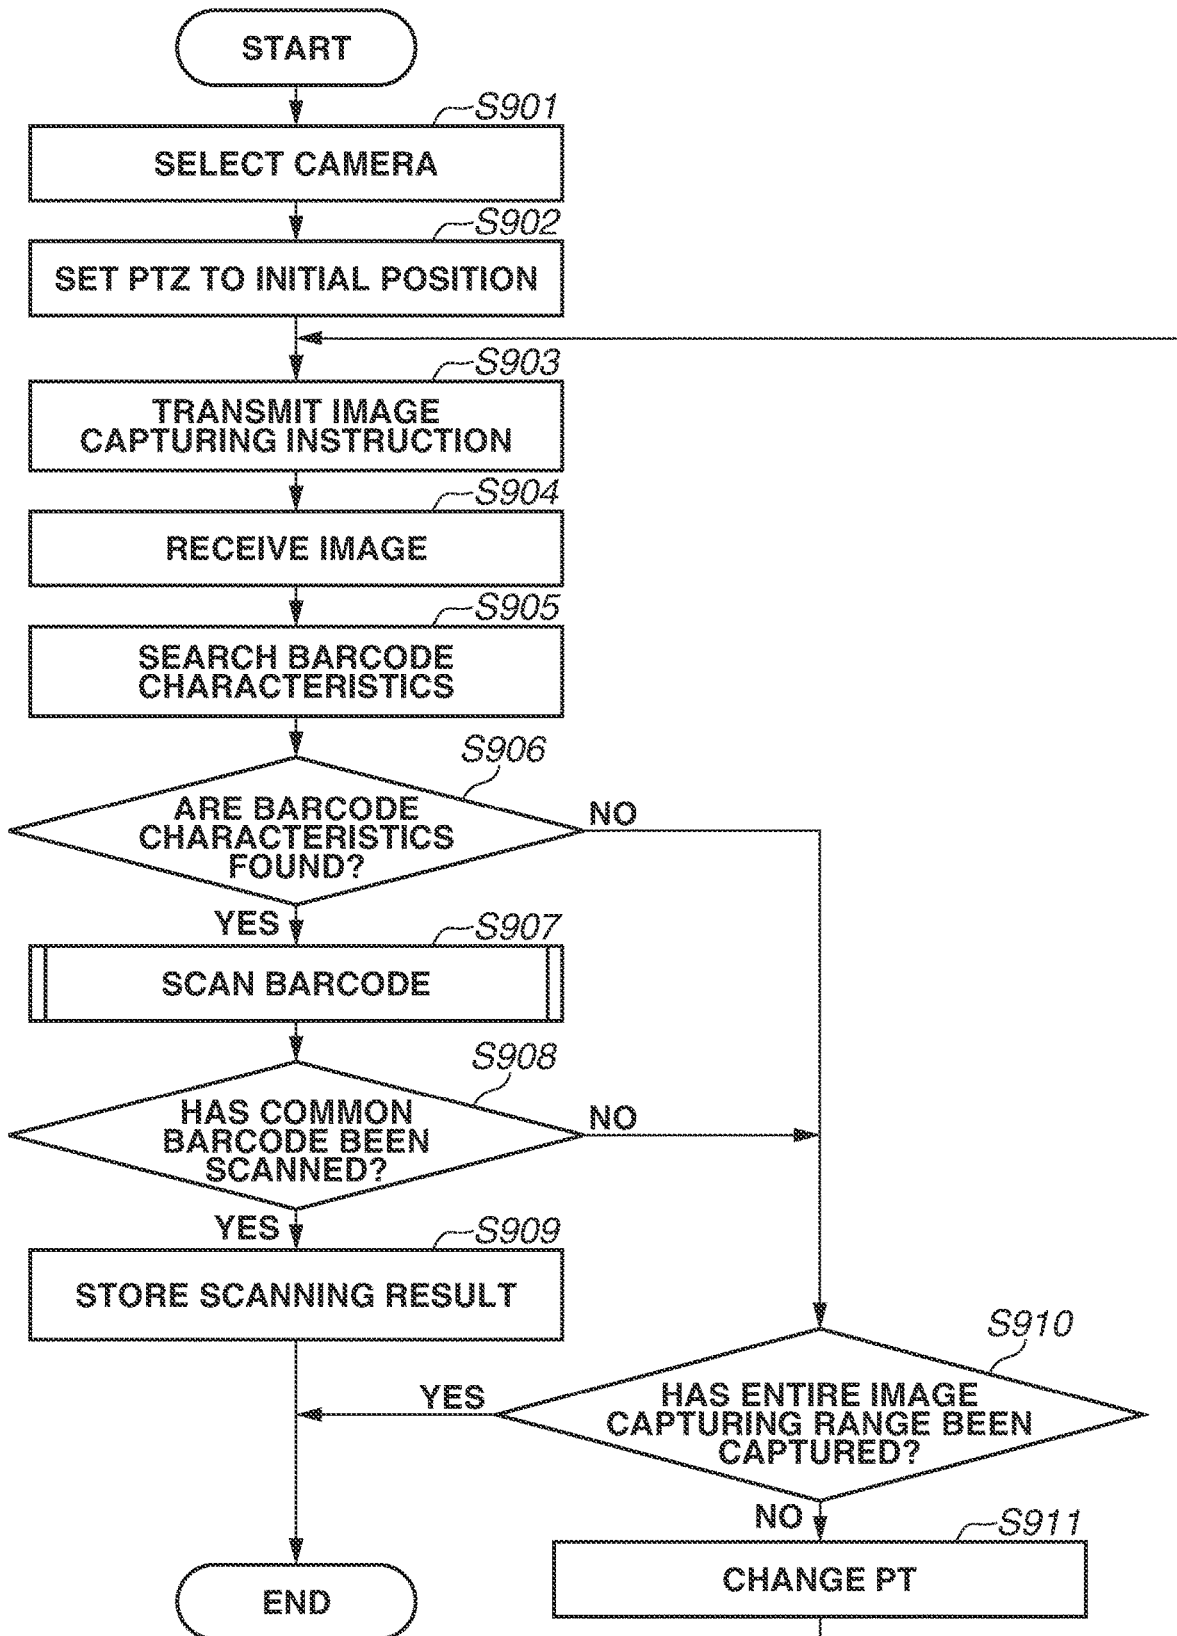 START
S901
SELECT CAMERA
S902
SET PTZ TO INITIAL POSITION
S903
TRANSMIT IMAGE
CAPTURING INSTRUCTION
S904
RECEIVE IMAGE
S905
SEARCH BARCODE
CHARACTERISTICS
S906
ARE BARCODE
CHARACTERISTICS
FOUND?
NO
YES
S907
SCAN BARCODE
S908
HAS COMMON
BARCODE BEEN
SCANNED?
NO
YES
S909
STORE SCANNING RESULT
S910
HAS ENTIRE IMAGE
CAPTURING RANGE BEEN
CAPTURED?
YES
NO
S911
CHANGE PT
END